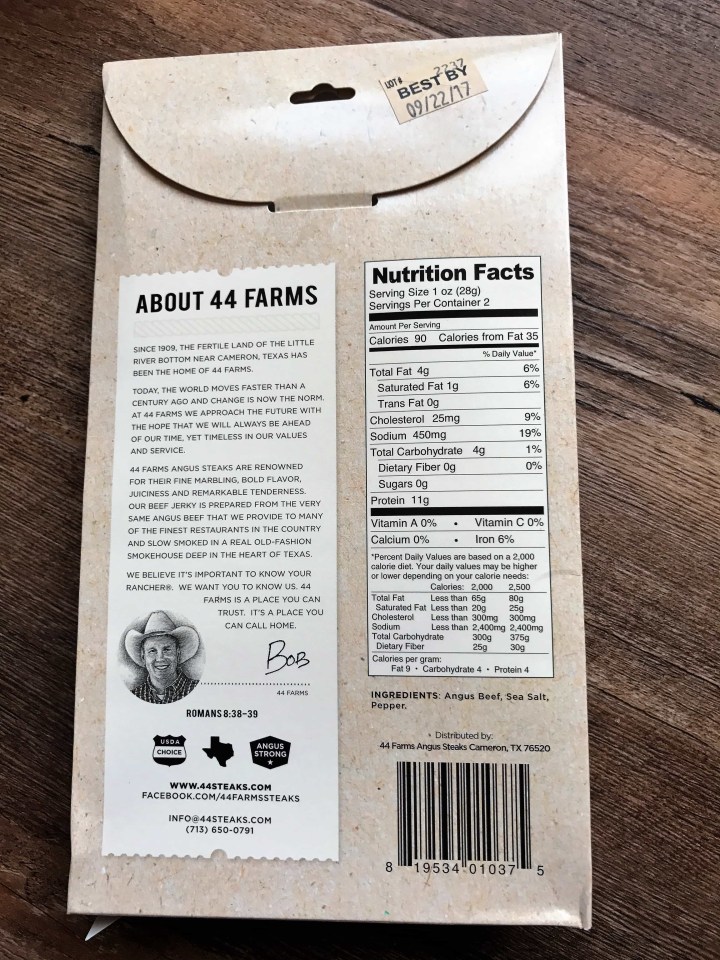 LOT# 2237
BEST BY
09/22/17
ABOUT 44 FARMS
SINCE 1909, THE FERTILE LAND OF THE LITTLE
RIVER BOTTOM NEAR CAMERON, TEXAS HAS
BEEN THE HOME OF 44 FARMS.
TODAY, THE WORLD MOVES FASTER THAN A
CENTURY AGO AND CHANGE IS NOW THE NORM.
AT 44 FARMS WE APPROACH THE FUTURE WITH
THE HOPE THAT WE WILL ALWAYS BE AHEAD
OF OUR TIME, YET TIMELESS IN OUR VALUES
AND SERVICE.
44 FARMS ANGUS STEAKS ARE RENOWNED
FOR THEIR FINE MARBLING, BOLD FLAVOR,
JUICINESS AND REMARKABLE TENDERNESS.
OUR BEEF JERKY IS PREPARED FROM THE VERY
SAME ANGUS BEEF THAT WE PROVIDE TO MANY
OF THE FINEST RESTAURANTS IN THE COUNTRY
AND SLOW SMOKED IN A REAL OLD-FASHION
SMOKEHOUSE DEEP IN THE HEART OF TEXAS.
WE BELIEVE IT'S IMPORTANT TO KNOW YOUR
RANCHER®. WE WANT YOU TO KNOW US. 44
FARMS IS A PLACE YOU CAN
TRUST. IT'S A PLACE YOU
CAN CALL HOME.
BOB
44 FARMS
ROMANS 8:38-39
USDA
CHOICE
ANGUS
STRONG
WWW.44STEAKS.COM
FACEBOOK.COM/44FARMSSTEAKS
INFO@44STEAKS.COM
(713) 650-0791
Nutrition Facts
Serving Size 1 oz (28g)
Servings Per Container 2
Amount Per Serving
Calories 90 Calories from Fat 35
% Daily Value*
Total Fat 4g 6%
Saturated Fat 1g 6%
Trans Fat 0g
Cholesterol 25mg 9%
Sodium 450mg 19%
Total Carbohydrate 4g 1%
Dietary Fiber 0g 0%
Sugars 0g
Protein 11g
Vitamin A 0% • Vitamin C 0%
Calcium 0% • Iron 6%
*Percent Daily Values are based on a 2,000
calorie diet. Your daily values may be higher
or lower depending on your calorie needs:
Calories: 2,000 2,500
Total Fat Less than 65g 80g
Saturated Fat Less than 20g 25g
Cholesterol Less than 300mg 300mg
Sodium Less than 2,400mg 2,400mg
Total Carbohydrate 300g 375g
Dietary Fiber 25g 30g
Calories per gram:
Fat 9 • Carbohydrate 4 • Protein 4
INGREDIENTS: Angus Beef, Sea Salt,
Pepper.
Distributed by:
44 Farms Angus Steaks Cameron, TX 76520
8 19534 01037 5